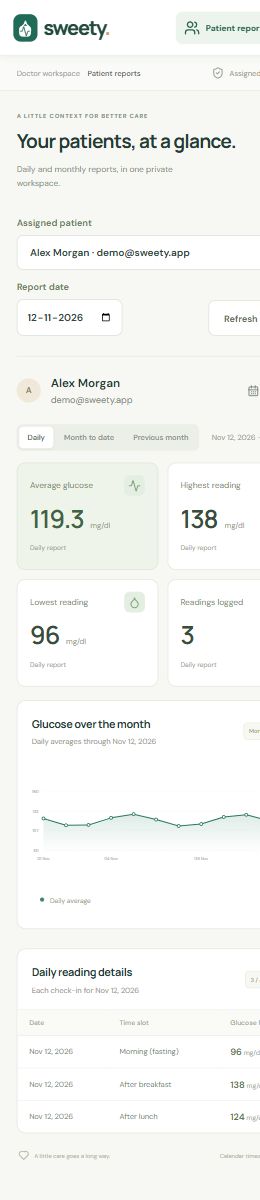 sweety.
Patient repor
Doctor workspace Patient reports Assigned
A LITTLE CONTEXT FOR BETTER CARE
Your patients, at a glance.
Daily and monthly reports, in one private
workspace.
Assigned patient
Alex Morgan · demo@sweety.app
Report date
12-11-2026
Refresh
A
Alex Morgan
demo@sweety.app
Daily Month to date Previous month Nov 12, 2026
Average glucose Highest reading
119.3 mg/dl 138 mg/dl
Daily report Daily report
Lowest reading Readings logged
96 mg/dl 3
Daily report Daily report
Glucose over the month
Daily averages through Nov 12, 2026
Daily average
Daily reading details
Each check-in for Nov 12, 2026
Date Time slot Glucose l
Nov 12, 2026 Morning (fasting) 96 mg/d
Nov 12, 2026 After breakfast 138 mg/
Nov 12, 2026 After lunch 124 mg/
A little care goes a long way. Calendar time